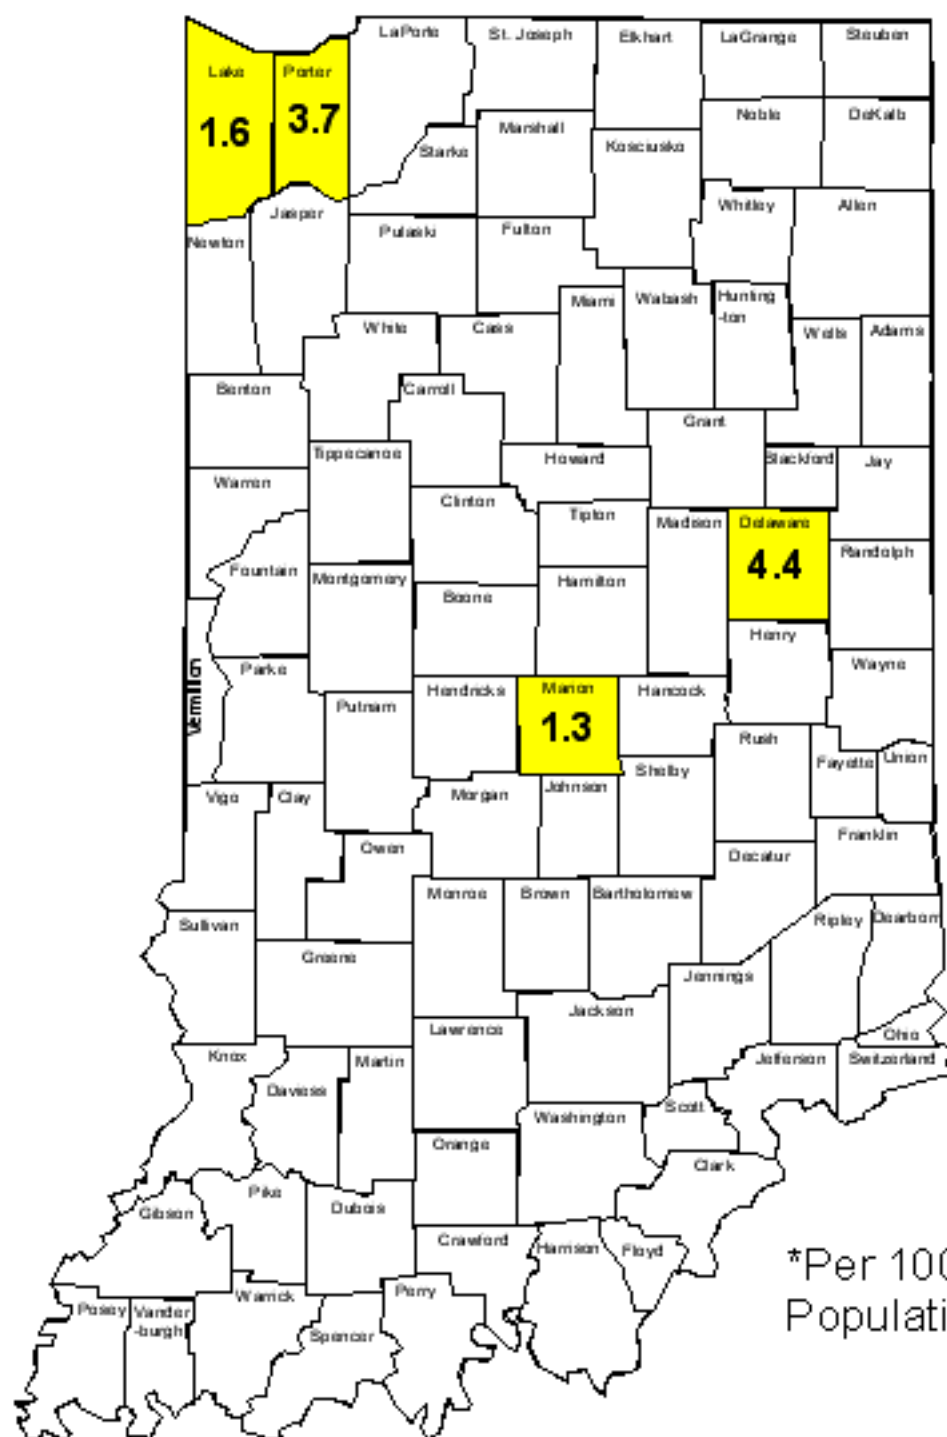 LaPorte
St. Joseph
Elkhart
LaGrange
Steuben
Lake
Porter
1.6
3.7
Noble
DeKalb
Marshall
Starke
Kosciusko
Whitley
Allen
Jasper
Newton
Pulaski
Fulton
Miami
Wabash
Hunting
-ton
White
Cass
Wells
Adams
Benton
Carroll
Grant
Tippecanoe
Howard
Blackford
Jay
Warren
Clinton
Tipton
Madison
Delaware
4.4
Randolph
Fountain
Montgomery
Boone
Hamilton
Henry
Wayne
Vermillion
Parke
Putnam
Hendricks
Marion
1.3
Hancock
Rush
Fayette
Union
Shelby
Vigo
Clay
Morgan
Johnson
Franklin
Owen
Decatur
Monroe
Brown
Bartholomew
Ripley
Dearborn
Sullivan
Greene
Jennings
Jackson
Lawrence
Ohio
Knox
Martin
Jefferson
Switzerland
Daviess
Scott
Washington
Orange
Clark
Pike
Dubois
Gibson
Crawford
Harrison
Floyd
*Per 100
Populati
Posey
Vander
-burgh
Warrick
Perry
Spencer